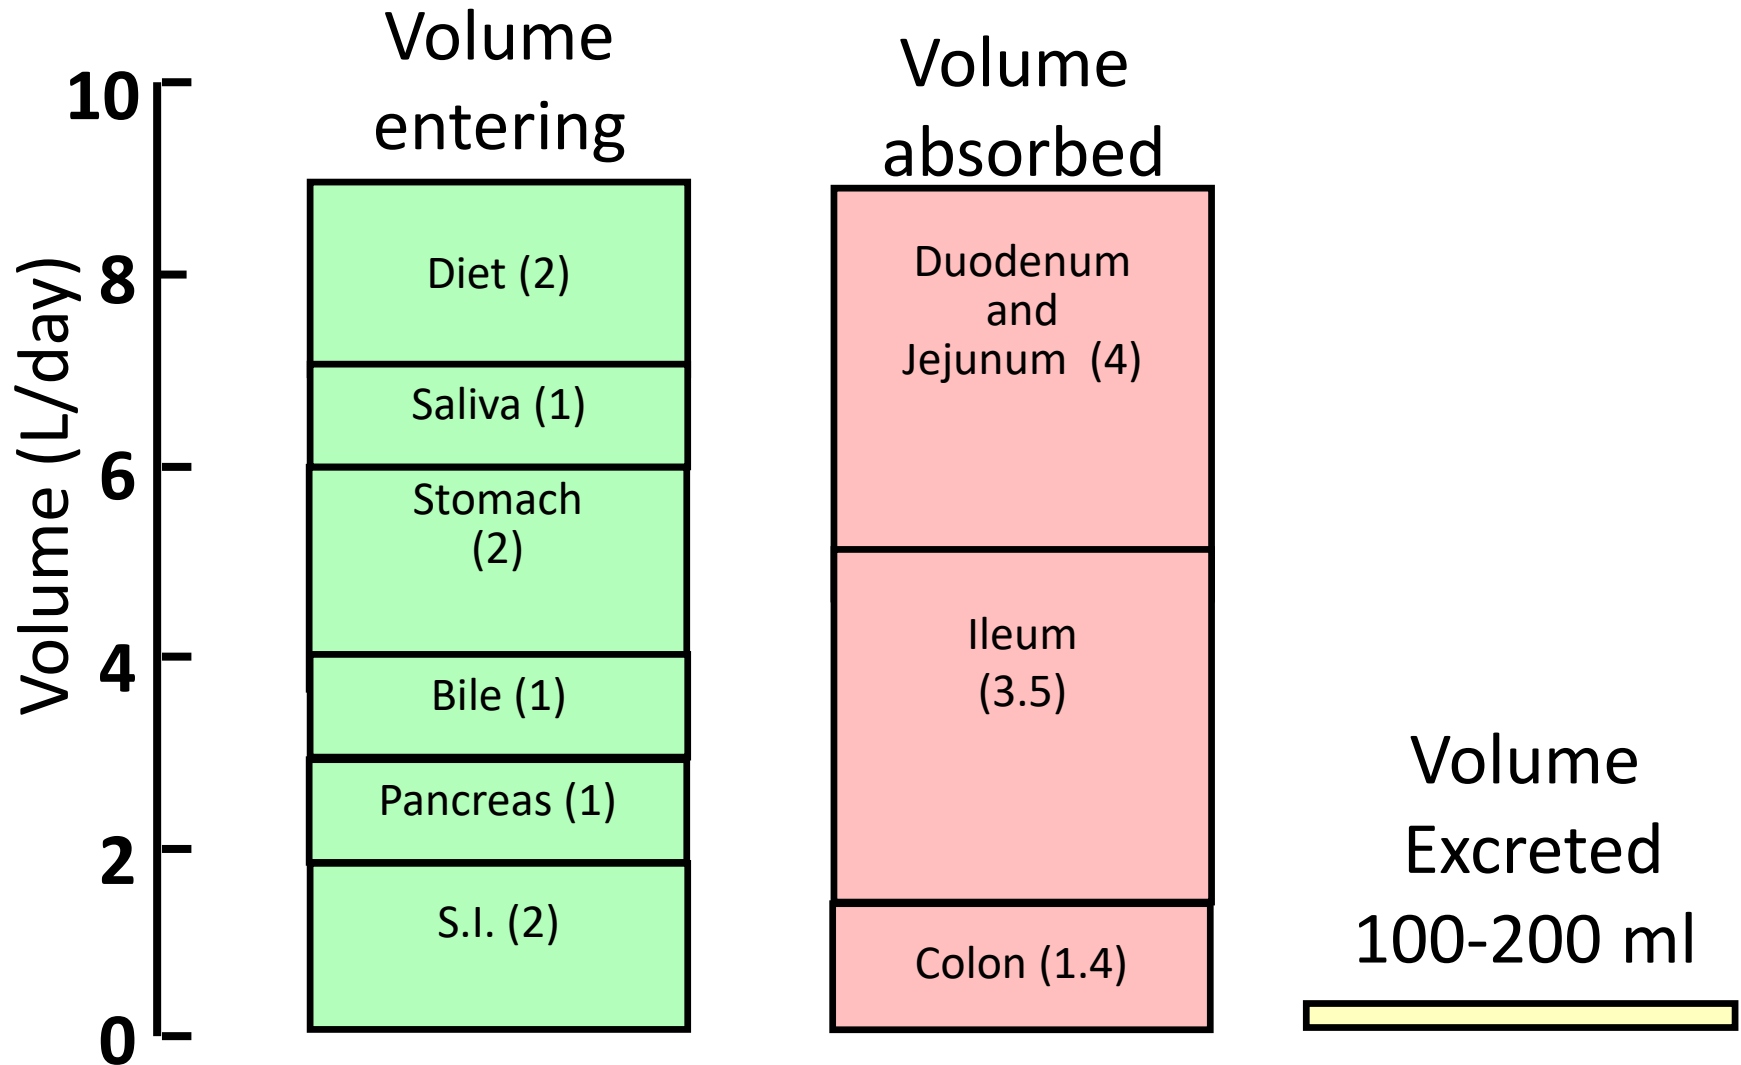 Volume (L/day)
10
8
6
4
2
0
Volume
entering
Diet (2)
Saliva (1)
Stomach
(2)
Bile (1)
Pancreas (1)
S.I. (2)
Volume
absorbed
Duodenum
and
Jejunum (4)
Ileum
(3.5)
Colon (1.4)
Volume
Excreted
100-200 ml